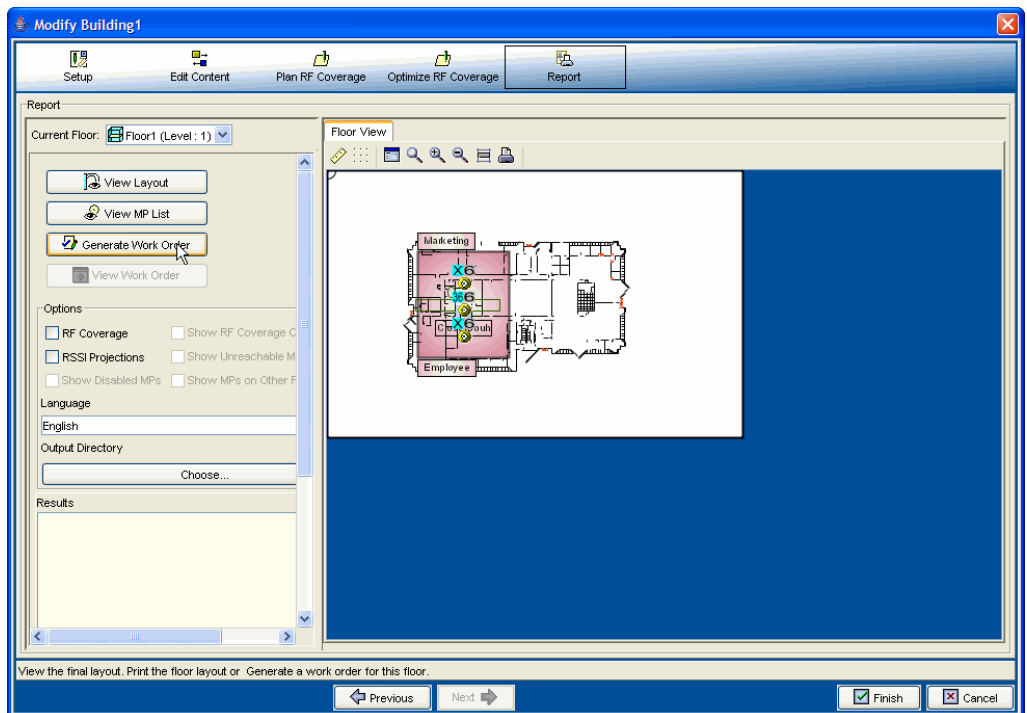 Modify Building1
Setup
Edit Content
Plan RF Coverage
Optimize RF Coverage
Report
Report
Current Floor: Floor1 (Level : 1)
View Layout
View MP List
Generate Work Order
View Work Order
Options
RF Coverage
Show RF Coverage C
RSSI Projections
Show Unreachable M
Show Disabled MPs
Show MPs on Other F
Language
English
Output Directory
Choose...
Results
Floor View
Marketing
X6
366
X6
Employee
View the final layout. Print the floor layout or Generate a work order for this floor.
Previous
Next
Finish
Cancel